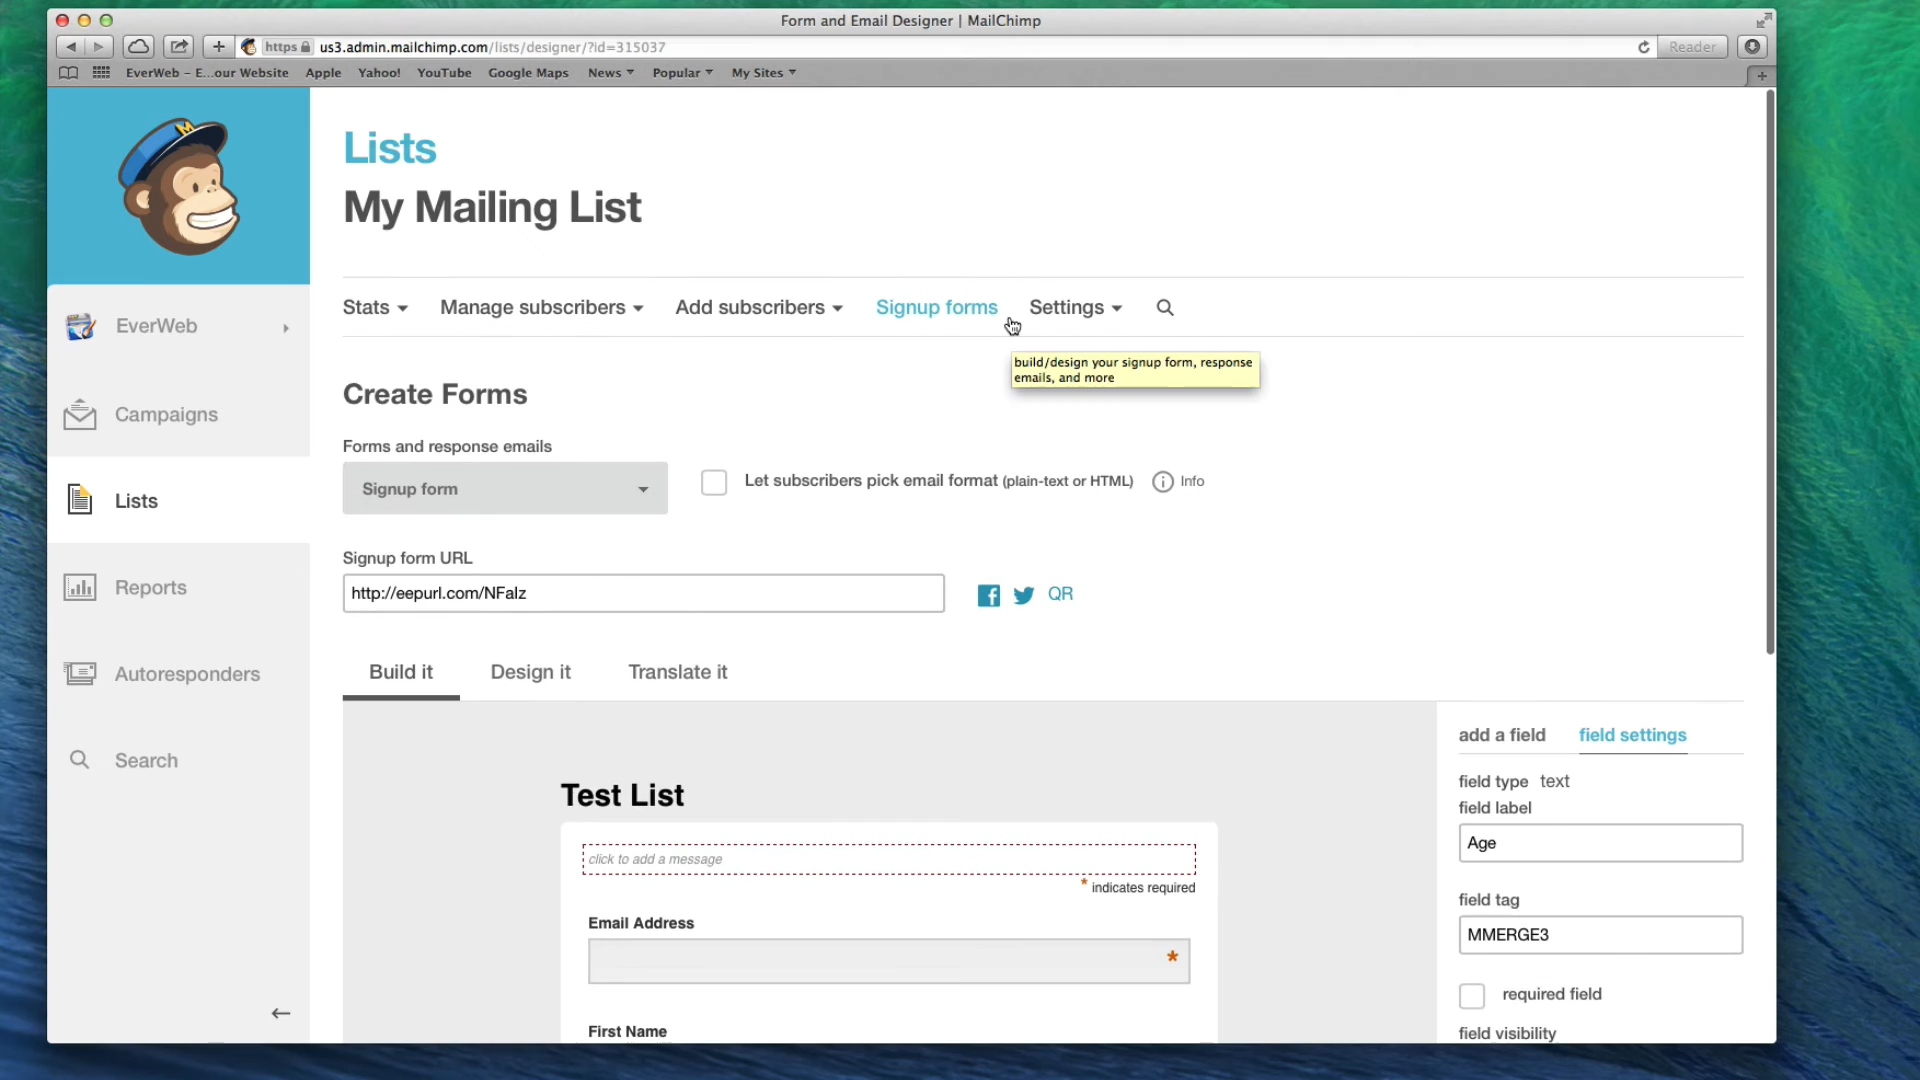 Form and Email Designer | MailChimp
https us3.admin.mailchimp.com/lists/designer/?id=315037
Reader
EverWeb – E...our Website Apple Yahoo! YouTube Google Maps News Popular My Sites
Lists
My Mailing List
Stats Manage subscribers Add subscribers Signup forms Settings
build/design your signup form, response
emails, and more
EverWeb
Campaigns
Lists
Reports
Autoresponders
Search
Create Forms
Forms and response emails
Signup form
Let subscribers pick email format (plain-text or HTML) Info
Signup form URL
http://eepurl.com/NFalz
QR
Build it Design it Translate it
Test List
click to add a message
* indicates required
Email Address
*
First Name
add a field field settings
field type text
field label
Age
field tag
MMERGE3
required field
field visibility